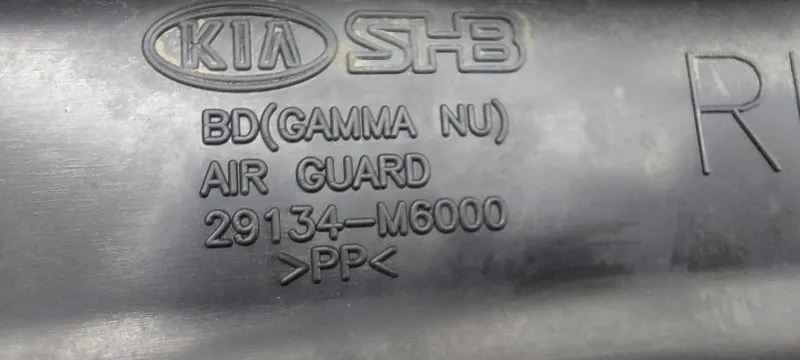 KIA SHB
BD(GAMMA NU)
AIR GUARD
29134-M6000
>PP<